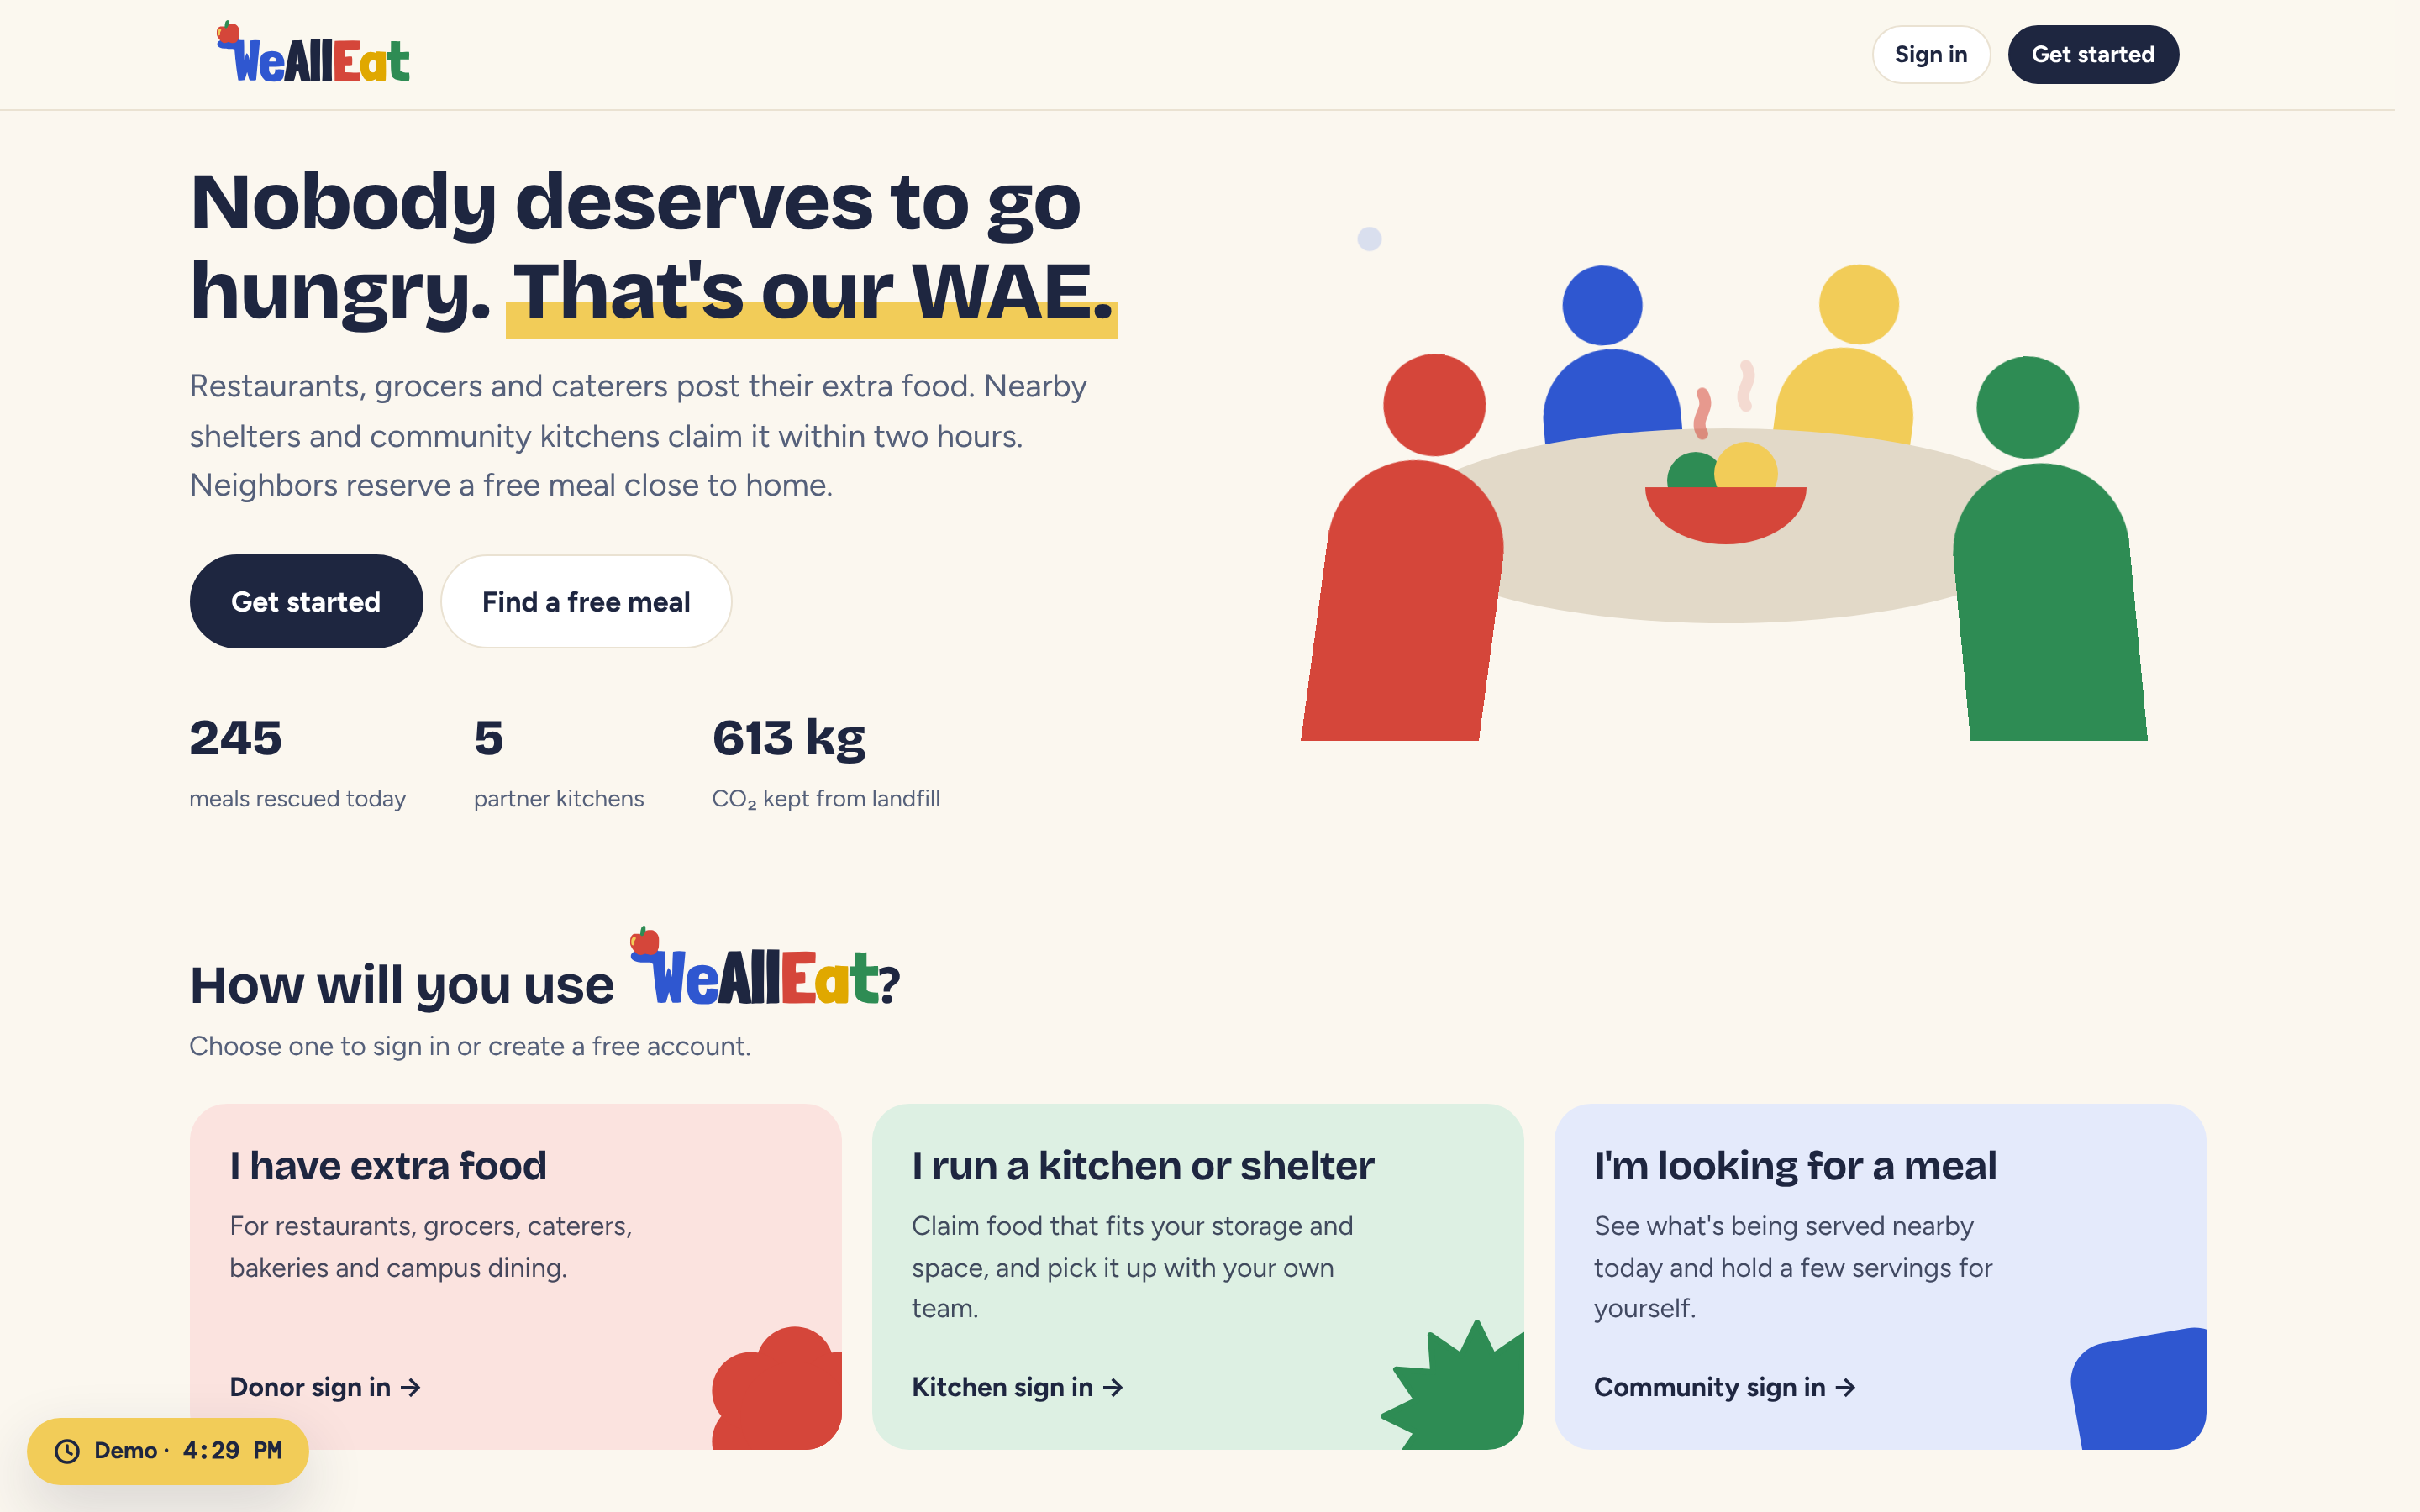 WeAllEat
Sign in
Get started
Nobody deserves to go
hungry. That's our WAE.
Restaurants, grocers and caterers post their extra food. Nearby
shelters and community kitchens claim it within two hours.
Neighbors reserve a free meal close to home.
Get started
Find a free meal
245
meals rescued today
5
partner kitchens
613 kg
CO₂ kept from landfill
How will you use WeAllEat?
Choose one to sign in or create a free account.
I have extra food
For restaurants, grocers, caterers,
bakeries and campus dining.
Donor sign in →
I run a kitchen or shelter
Claim food that fits your storage and
space, and pick it up with your own
team.
Kitchen sign in →
I'm looking for a meal
See what's being served nearby
today and hold a few servings for
yourself.
Community sign in →
Demo · 4:29 PM